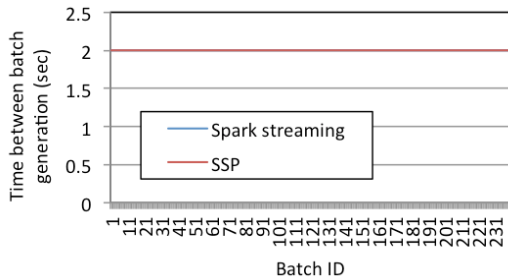 Time between batch
generation (sec)
2.5
2
1.5
1
0.5
0
Spark streaming
SSP
1 11 21 31 41 51 61 71 81 91 101 111 121 131 141 151 161 171 181 191 201 211 221 231
Batch ID